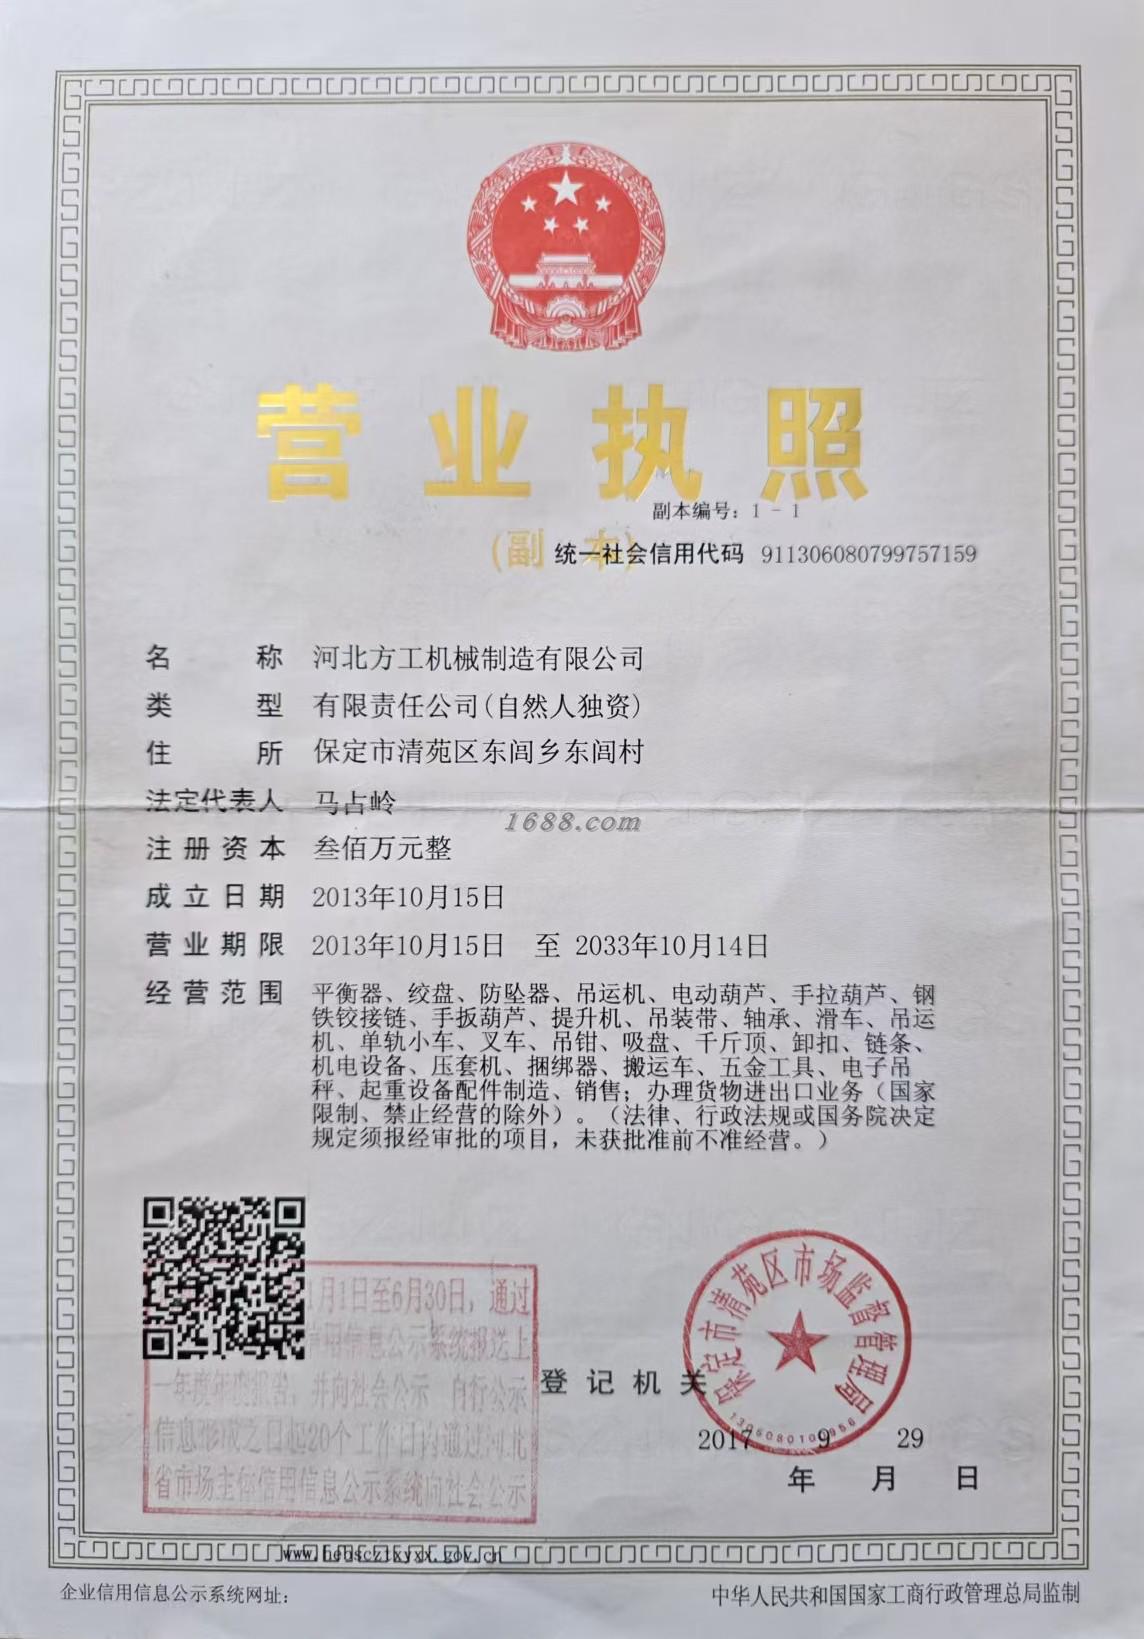 营业执照
副本编号：1－1
(副 本)
统一社会信用代码 911306080799757159
名 称 河北方工机械制造有限公司
类 型 有限责任公司(自然人独资)
住 所 保定市清苑区东闾乡东闾村
法定代表人 马占岭
1688.com
注册资本 叁佰万元整
成立日期 2013年10月15日
营业期限 2013年10月15日 至 2033年10月14日
经营范围 平衡器、绞盘、防坠器、吊运机、电动葫芦、手拉葫芦、钢
铁铰接链、手扳葫芦、提升机、吊装带、轴承、滑车、吊运
机、单轨小车、叉车、吊钳、吸盘、千斤顶、卸扣、链条、
机电设备、压套机、捆绑器、搬运车、五金工具、电子吊
秤、起重设备配件制造、销售；办理货物进出口业务（国家
限制、禁止经营的除外）。（法律、行政法规或国务院决定
规定须报经审批的项目，未获批准前不准经营。）
1月1日至6月30日，通过
信用信息公示系统报送上
一年度年度报告，并向社会公示 自行公示
信息形成之日起20个工作日内通过河北
省市场主体信用信息公示系统向社会公示
登记机关
保定市清苑区市场监督管理局
2017 9 29
年 月 日
www.hebscztxyxx.gov.cn
企业信用信息公示系统网址：
中华人民共和国国家工商行政管理总局监制